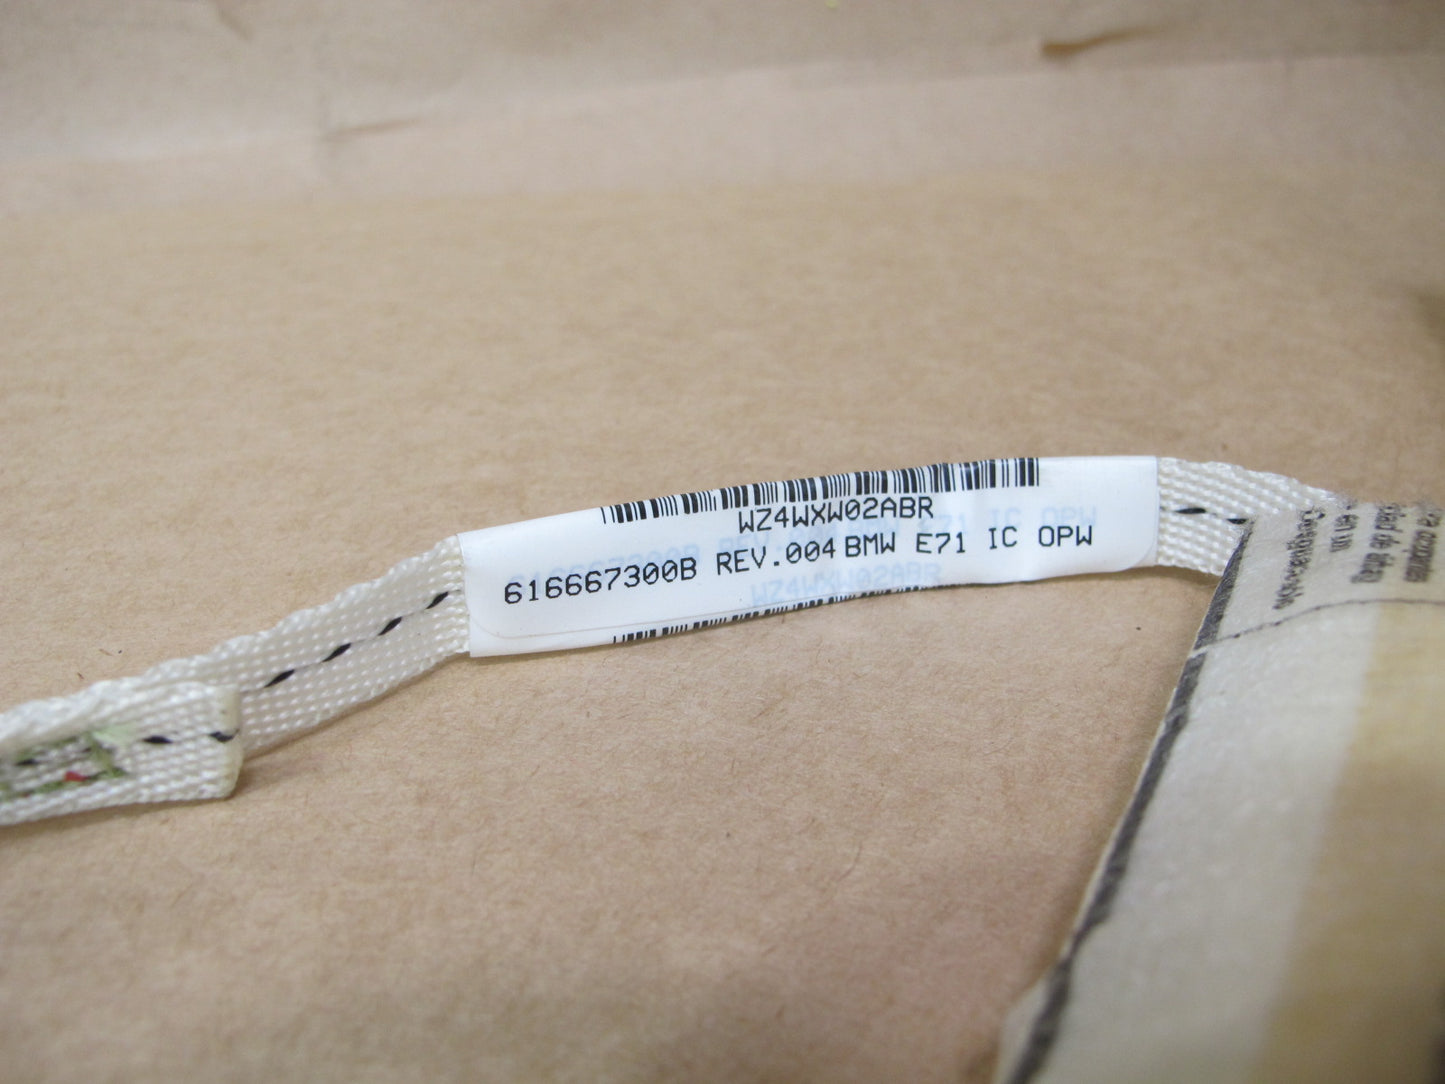 WZ4WXW02ABR
616667300B REV.004 BMW E71 IC OPW